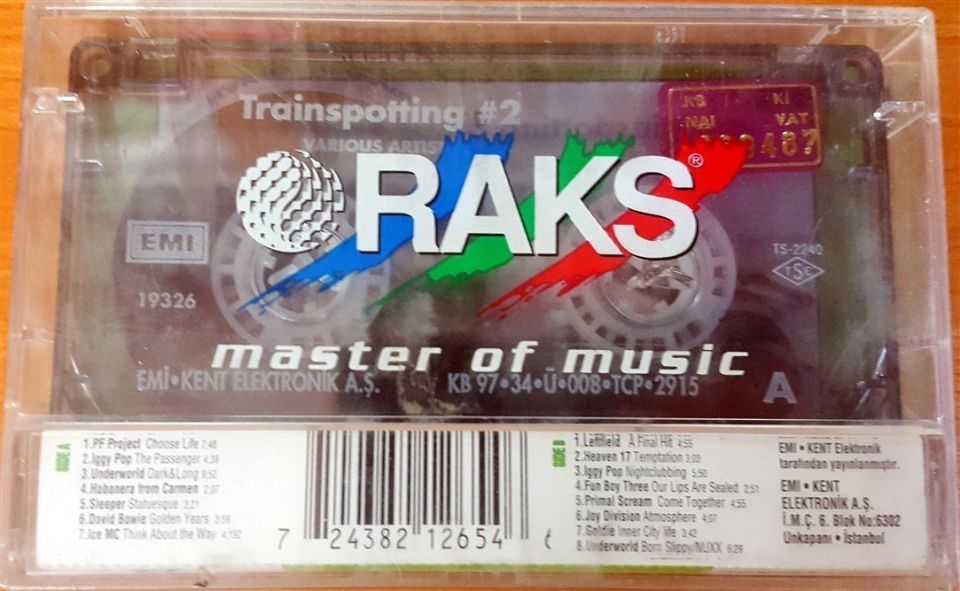 Trainspotting #2
VARIOUS ARTIS
KS Kİ
NAI YAT
487
RAKS®
EMI
19326
TS-2240
TSE
master of music
EMİ•KENT ELEKTRONİK A.Ş. KB 97•34•Ü•008•TCP•2915
A
SIDE A
1.PF Project Choose Life 7:48
2.Iggy Pop The Passenger 4:38
3.Underworld Dark&Long 9:52
4.Habanera from Carmen 2:07
5.Sleeper Statuesque 3:21
6.David Bowie Golden Years 3:59
7.Ice MC Think About the Way
7 24382 12654
SIDE B
1.Leftfield A Final Hit 4:55
2.Heaven 17 Temptation 3:03
3.Iggy Pop Nightclubbing 5:50
4.Fun Boy Three Our Lips Are Sealed 2:51
5.Primal Scream Come Together 4:55
6.Joy Division Atmosphere 4:07
7.Goldie Inner City life 3:42
8.Underworld Born Slippy/NUXX 6:29
EMI • KENT Elektronik
tarafından yayınlanmıştır.
EMI • KENT
ELEKTRONİK A.Ş.
İ.M.Ç. 6. Blok No:6302
Unkapanı • İstanbul